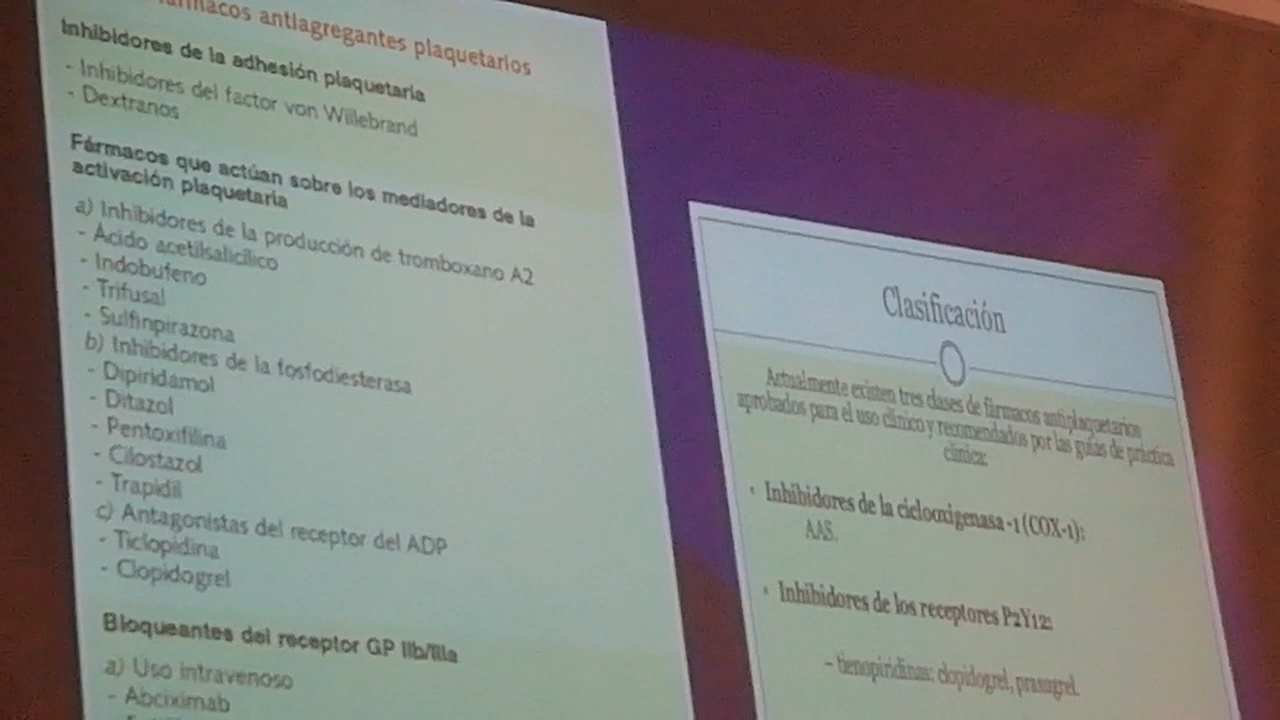 fármacos antiagregantes plaquetarios
Inhibidores de la adhesión plaquetaria
- Inhibidores del factor von Willebrand
- Dextranos
Fármacos que actúan sobre los mediadores de la
activación plaquetaria
a) Inhibidores de la producción de tromboxano A2
- Ácido acetilsalicílico
- Indobufeno
- Trifusal
- Sulfinpirazona
b) Inhibidores de la fosfodiesterasa
- Dipiridamol
- Ditazol
- Pentoxifilina
- Cilostazol
- Trapidil
c) Antagonistas del receptor del ADP
- Ticlopidina
- Clopidogrel
Bloqueantes del receptor GP IIb/IIIa
a) Uso intravenoso
- Abciximab
Clasificación
Actualmente existen tres clases de fármacos antiplaquetarios
aprobados para el uso clínico y recomendados por las guías de práctica
clínica:
• Inhibidores de la ciclooxigenasa -1 (COX-1):
AAS.
• Inhibidores de los receptores P2Y12:
– tienopiridinas: clopidogrel, prasugrel.